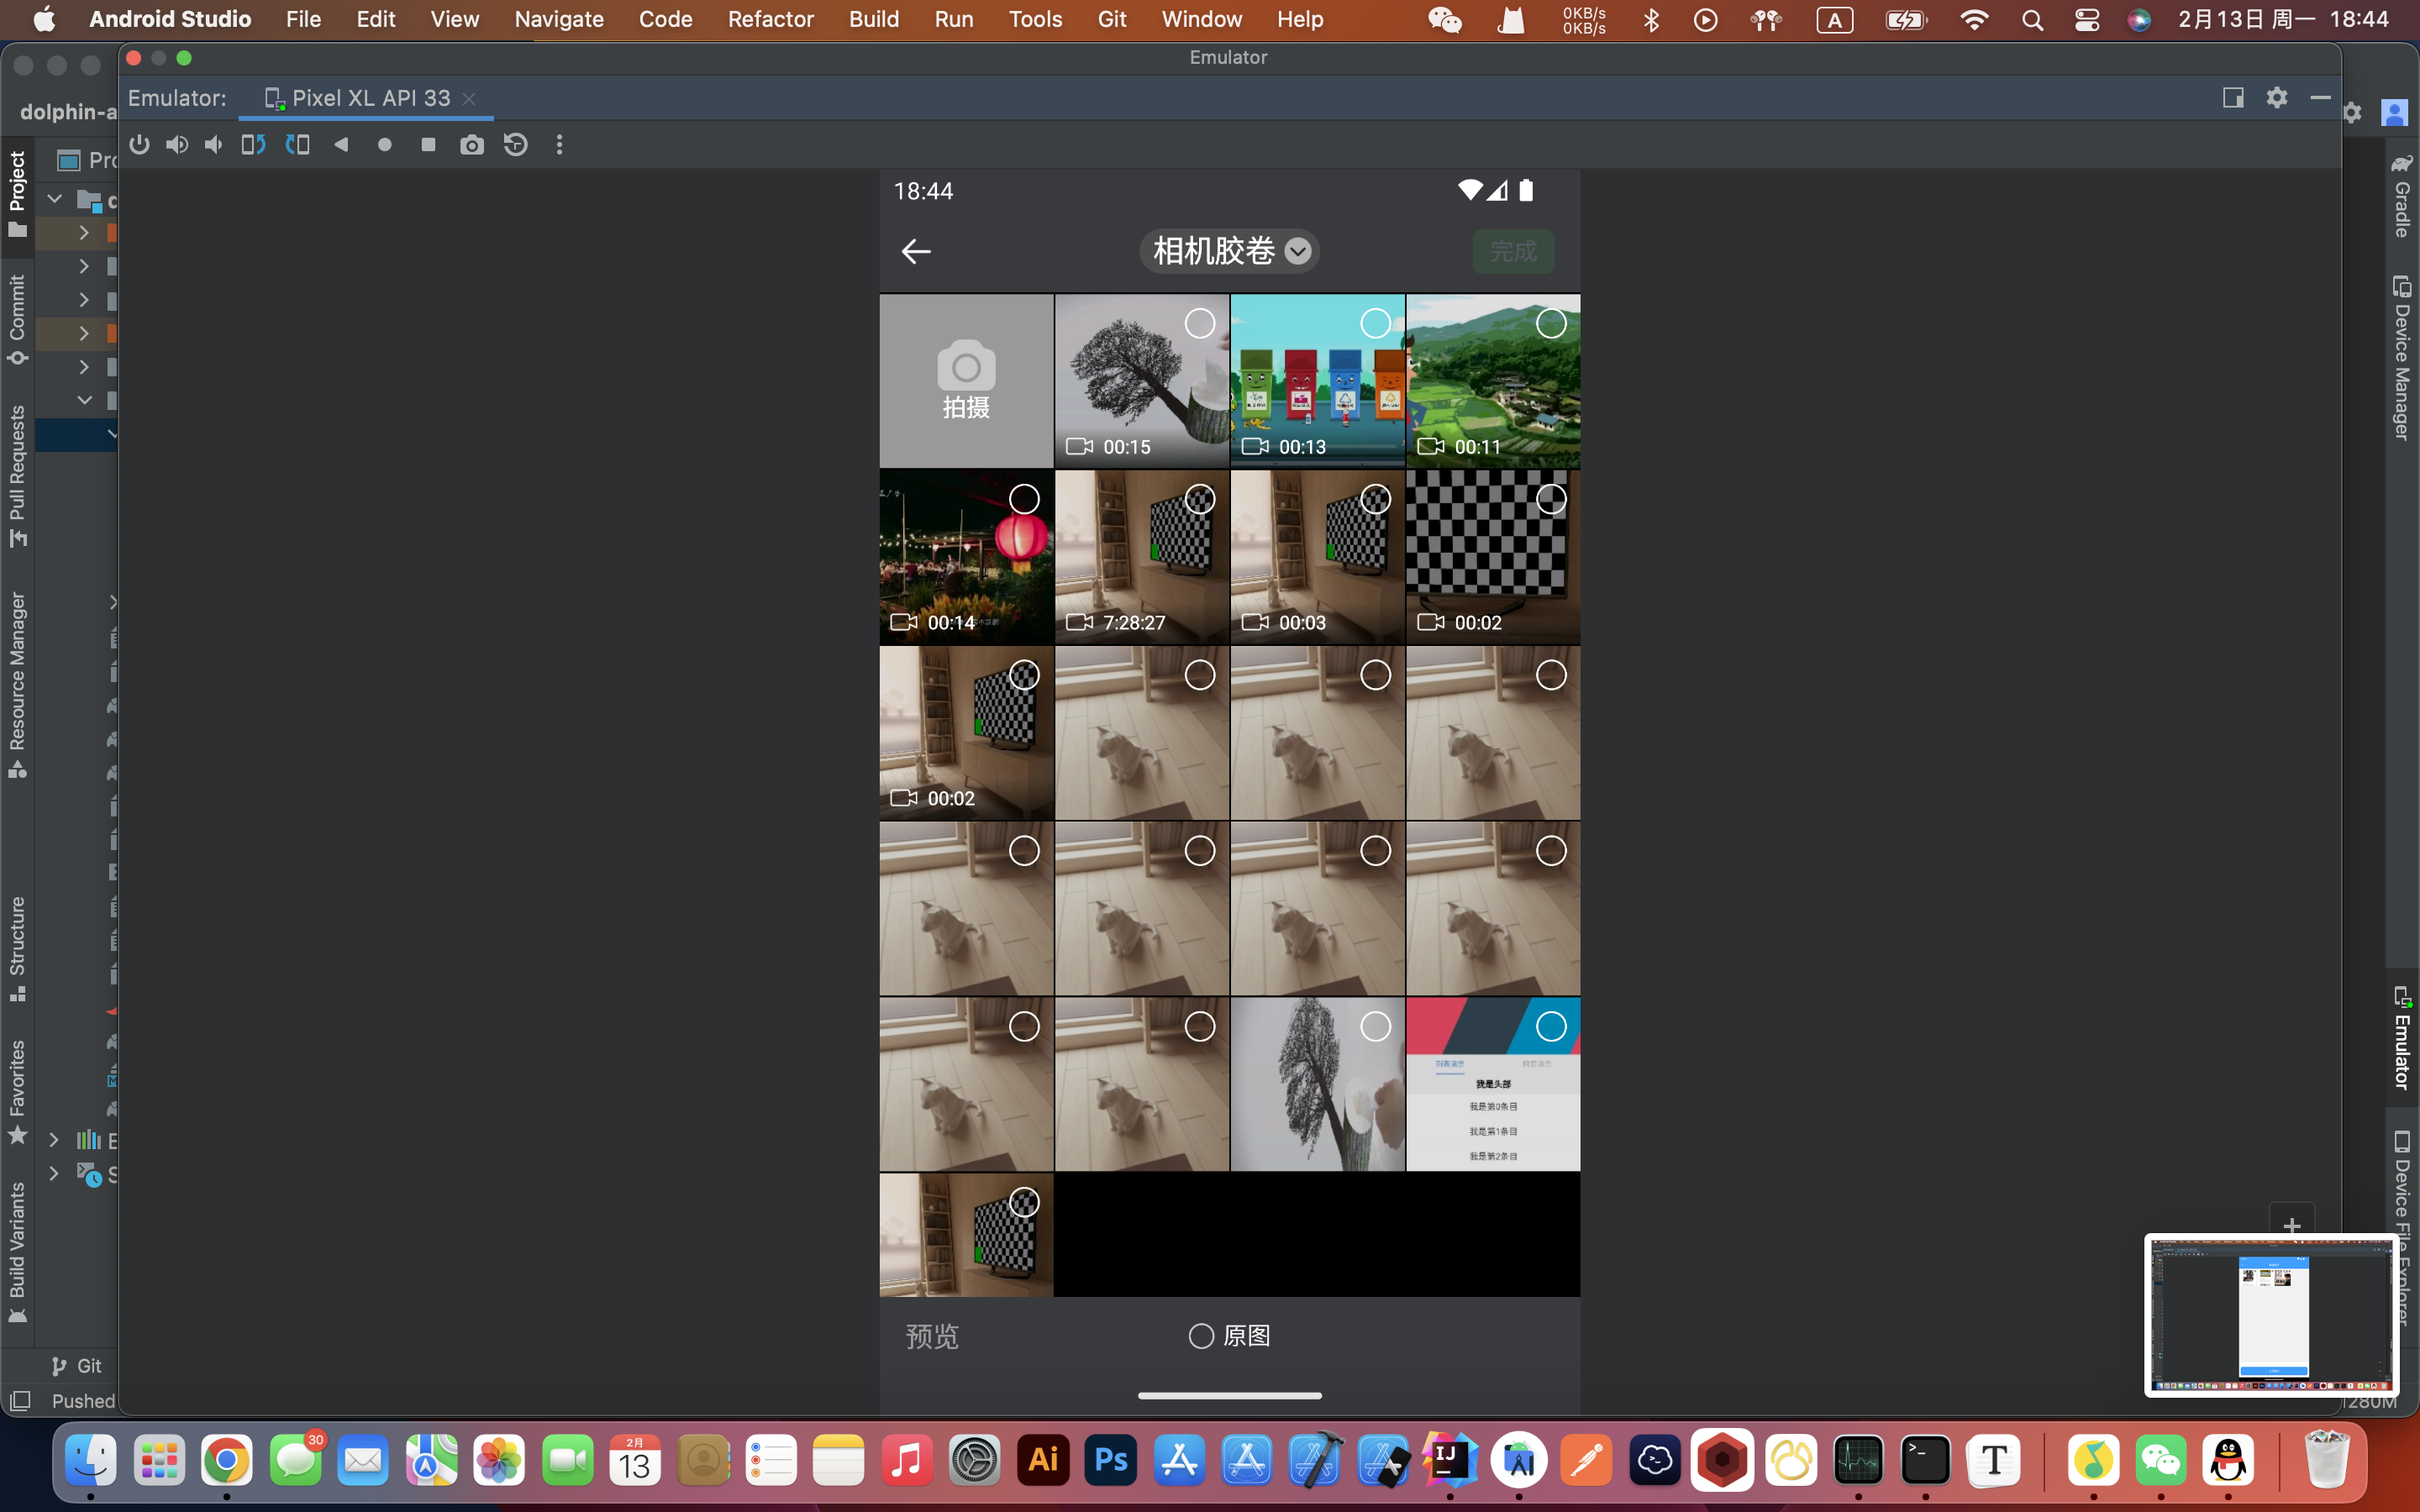 Android Studio File Edit View Navigate Code Refactor Build Run Tools Git Window Help
0KB/s
0KB/s
A
2月13日 周一 18:44
Emulator
dolphin-a
Emulator: Pixel XL API 33
Project
Commit
Pull Requests
Resource Manager
Structure
Favorites
Build Variants
Gradle
Device Manager
Emulator
Device File Explorer
18:44
相机胶卷
完成
拍摄
00:15
00:13
00:11
00:14
7:28:27
00:03
00:02
00:02
列表演示
我是头部
我是第0条目
我是第1条目
我是第2条目
预览
原图
Git
Pushed
1280M
30
2月
13
Ai
Ps
IJ
T